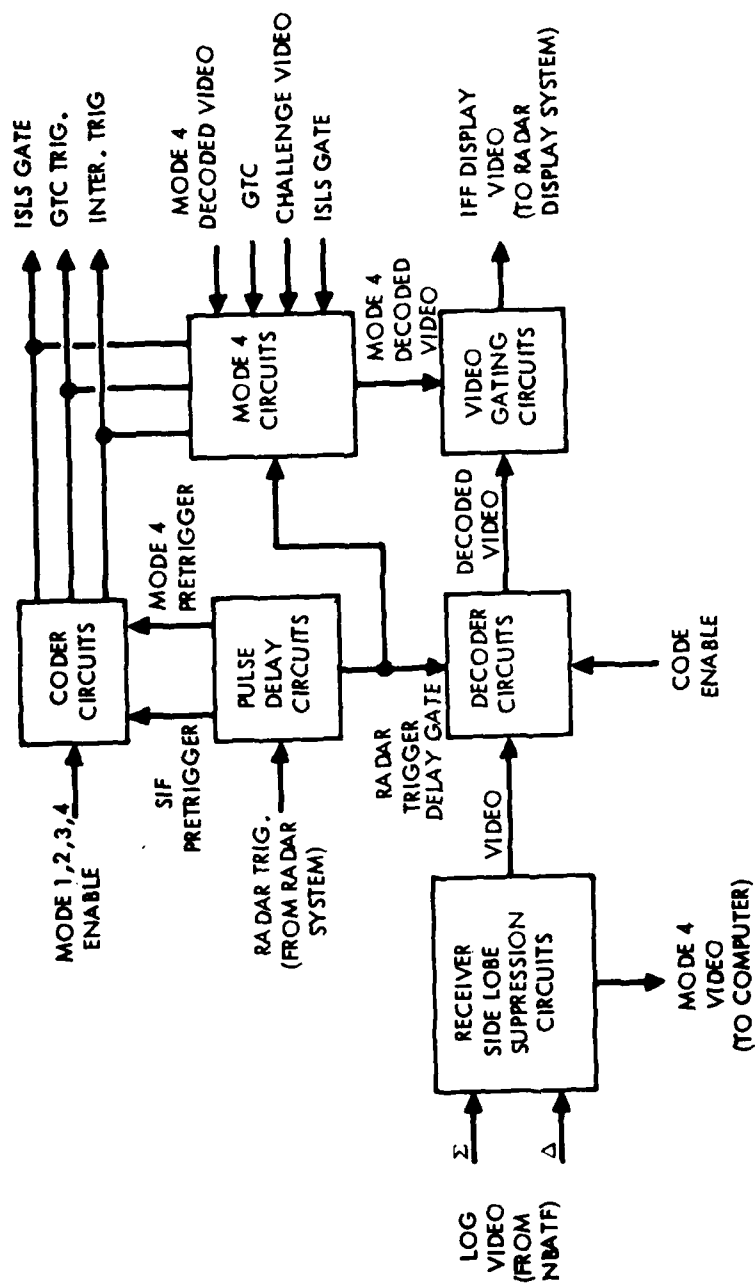 MODE 1,2,3,4
ENABLE
CODER
CIRCUITS
ISLS GATE
GTC TRIG.
INTER. TRIG
SIF
PRETRIGGER
MODE 4
PRETRIGGER
RADAR TRIG.
(FROM RADAR
SYSTEM)
PULSE
DELAY
CIRCUITS
MODE 4
CIRCUITS
MODE 4
DECODED VIDEO
GTC
CHALLENGE VIDEO
ISLS GATE
RADAR
TRIGGER
DELAY GATE
MODE 4
DECODED
VIDEO
LOG
VIDEO
(FROM
NBATF)
Σ
Δ
RECEIVER
SIDE LOBE
SUPPRESSION
CIRCUITS
VIDEO
DECODER
CIRCUITS
DECODED
VIDEO
VIDEO
GATING
CIRCUITS
IFF DISPLAY
VIDEO
(TO RADAR
DISPLAY SYSTEM)
MODE 4
VIDEO
(TO COMPUTER)
CODE
ENABLE